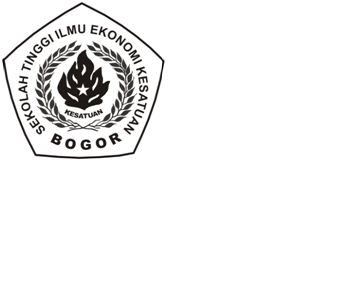 SEKOLAH TINGGI ILMU EKONOMI KESATUAN
KESATUAN
BOGOR